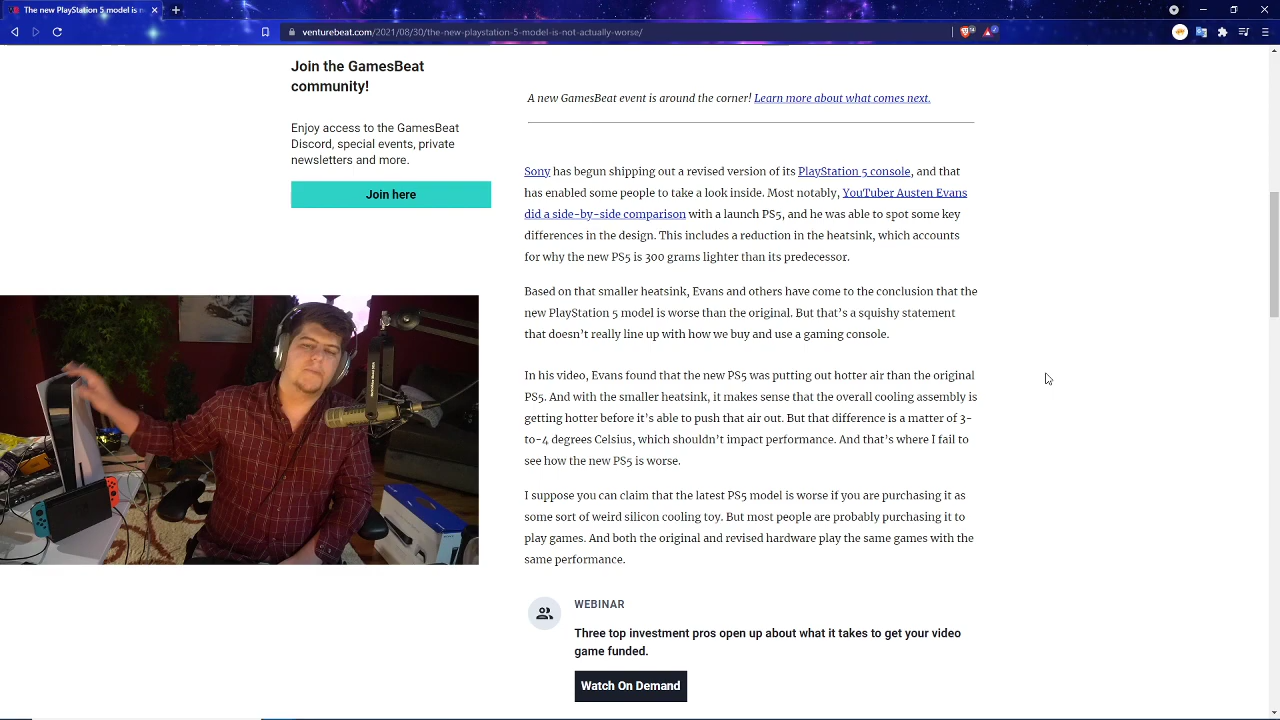 The new PlayStation 5 model is n
venturebeat.com/2021/08/30/the-new-playstation-5-model-is-not-actually-worse/
Join the GamesBeat
community!
Enjoy access to the GamesBeat
Discord, special events, private
newsletters and more.
Join here
A new GamesBeat event is around the corner! Learn more about what comes next.
Sony has begun shipping out a revised version of its PlayStation 5 console, and that
has enabled some people to take a look inside. Most notably, YouTuber Austen Evans
did a side-by-side comparison with a launch PS5, and he was able to spot some key
differences in the design. This includes a reduction in the heatsink, which accounts
for why the new PS5 is 300 grams lighter than its predecessor.
Based on that smaller heatsink, Evans and others have come to the conclusion that the
new PlayStation 5 model is worse than the original. But that’s a squishy statement
that doesn’t really line up with how we buy and use a gaming console.
In his video, Evans found that the new PS5 was putting out hotter air than the original
PS5. And with the smaller heatsink, it makes sense that the overall cooling assembly is
getting hotter before it’s able to push that air out. But that difference is a matter of 3-
to-4 degrees Celsius, which shouldn’t impact performance. And that’s where I fail to
see how the new PS5 is worse.
I suppose you can claim that the latest PS5 model is worse if you are purchasing it as
some sort of weird silicon cooling toy. But most people are probably purchasing it to
play games. And both the original and revised hardware play the same games with the
same performance.
WEBINAR
Three top investment pros open up about what it takes to get your video
game funded.
Watch On Demand